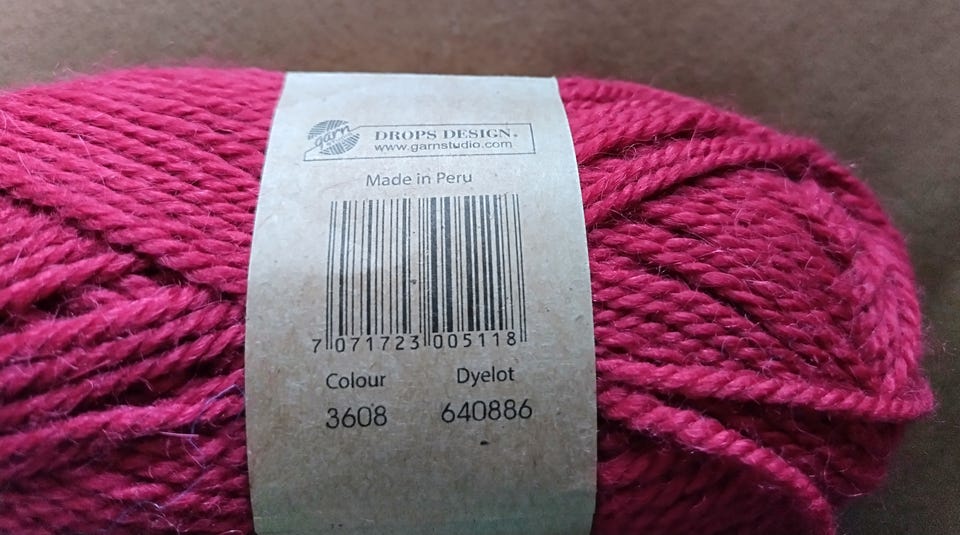 garn
DROPS DESIGN®
www.garnstudio.com
Made in Peru
7 071723 005118
Colour Dyelot
3608 640886